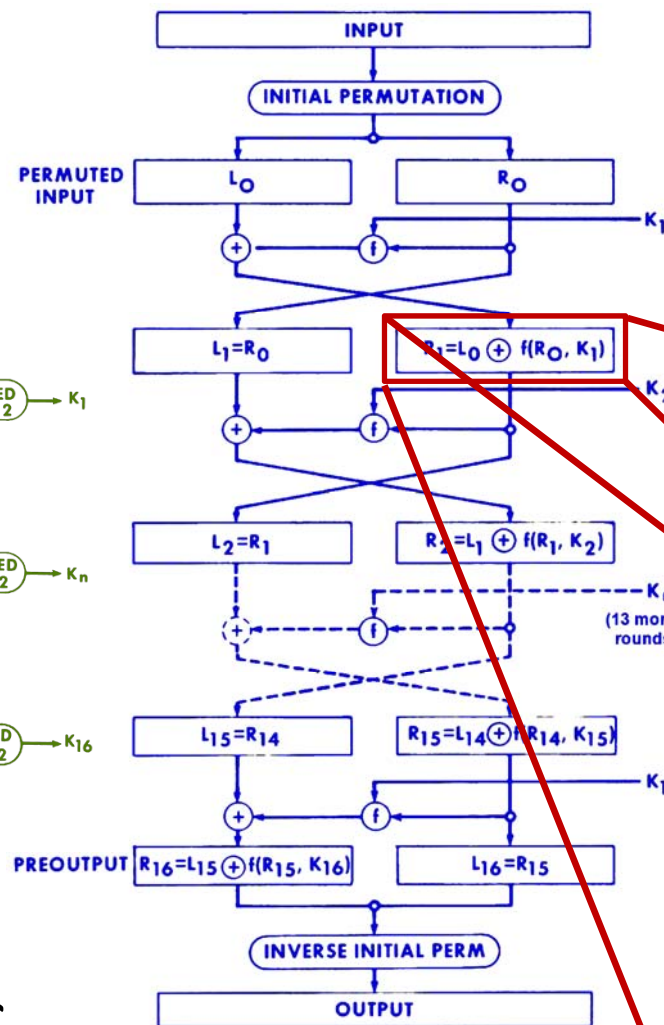 INPUT
INITIAL PERMUTATION
PERMUTED
INPUT
L₀
R₀
+
f
L₁=R₀
R₁=L₀ ⊕ f(R₀, K₁)
K₁
+
f
L₂=R₁
R₂=L₁ ⊕ f(R₁, K₂)
Kₙ
+
f
(13
L₁₅=R₁₄
R₁₅=L₁₄ ⊕ f(R₁₄, K₁₅)
K₁₆
+
f
PREOUTPUT
R₁₆=L₁₅ ⊕ f(R₁₅, K₁₆)
L₁₆=R₁₅
INVERSE INITIAL PERM
OUTPUT